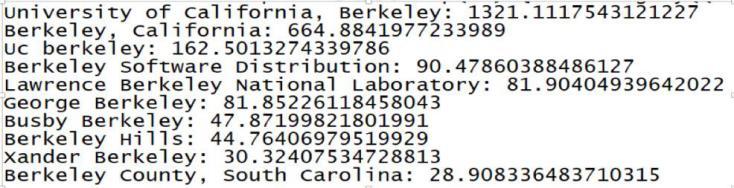 University of California, Berkeley: 1321.1117543121227
Berkeley, California: 664.8841977233989
Uc berkeley: 162.5013274339786
Berkeley Software Distribution: 90.47860388486127
Lawrence Berkeley National Laboratory: 81.90404939642022
George Berkeley: 81.85226118458043
Busby Berkeley: 47.87199821801991
Berkeley Hills: 44.76406979519929
Xander Berkeley: 30.32407534728813
Berkeley County, South Carolina: 28.908336483710315